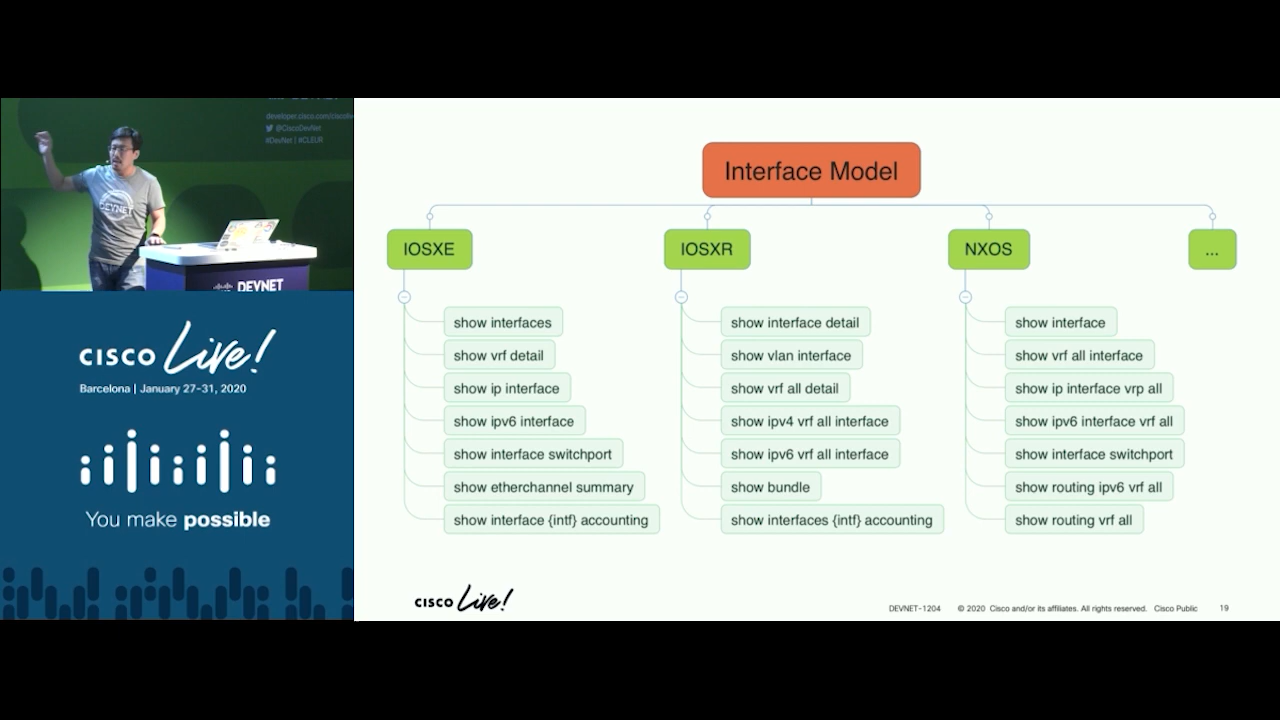 developer.cisco.com/ciscoliv
@CiscoDevNet
#DevNet | #CLEUR
DEVNET
DEVNET
CISCO Live!
Barcelona | January 27-31, 2020
You make possible
Interface Model
IOSXE
IOSXR
NXOS
...
show interfaces
show vrf detail
show ip interface
show ipv6 interface
show interface switchport
show etherchannel summary
show interface {intf} accounting
show interface detail
show vlan interface
show vrf all detail
show ipv4 vrf all interface
show ipv6 vrf all interface
show bundle
show interfaces {intf} accounting
show interface
show vrf all interface
show ip interface vrp all
show ipv6 interface vrf all
show interface switchport
show routing ipv6 vrf all
show routing vrf all
CISCO Live!
DEVNET-1204 © 2020 Cisco and/or its affiliates. All rights reserved. Cisco Public 19